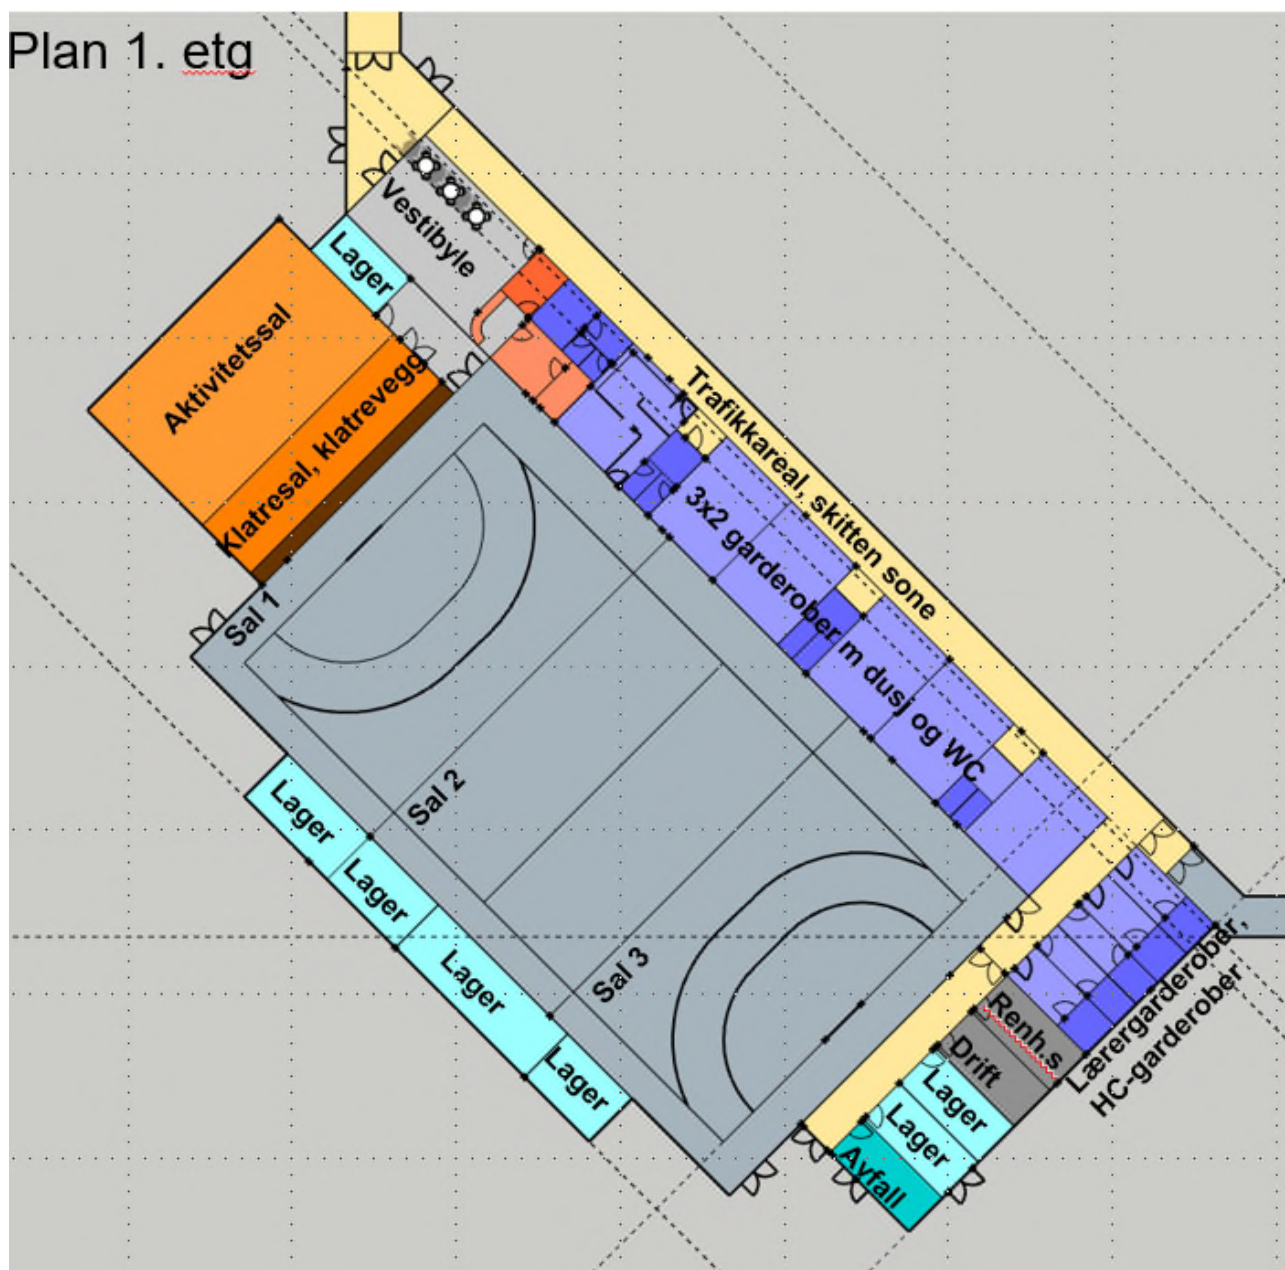 Plan 1. etg
Vestibyle
Lager
Aktivitetssal
Klatresal, klatrevegg
Trafikkareal, skitten sone
3x2 garderober m dusj og WC
Sal 1
Sal 2
Sal 3
Lager
Lager
Lager
Lager
Lærergarderober,
HC-garderober
Renh.s
Drift
Lager
Lager
Avfall